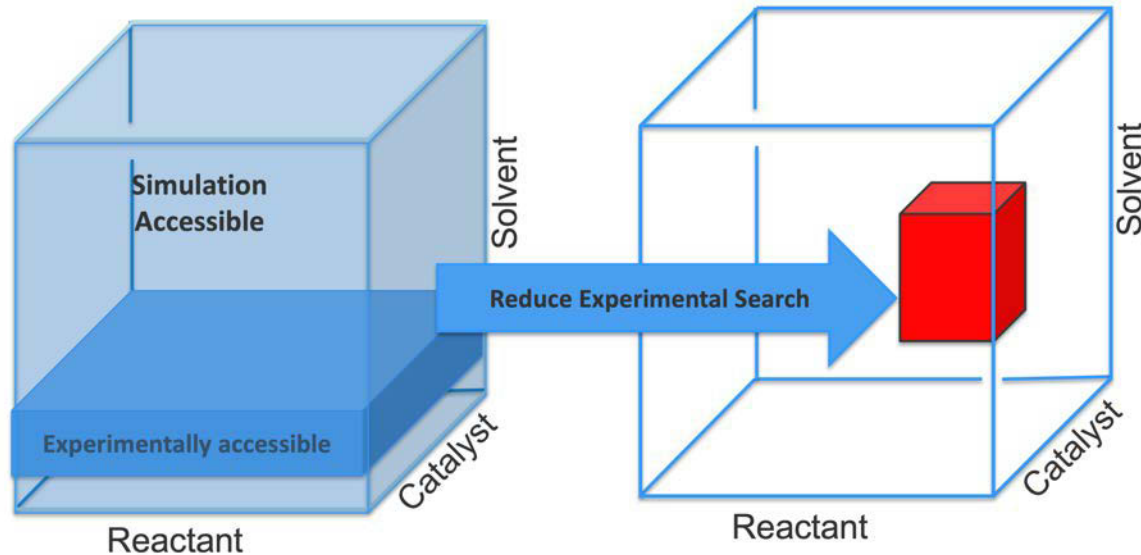 Simulation
Accessible
Solvent
Experimentally accessible
Catalyst
Reactant
Reduce Experimental Search
Solvent
Catalyst
Reactant